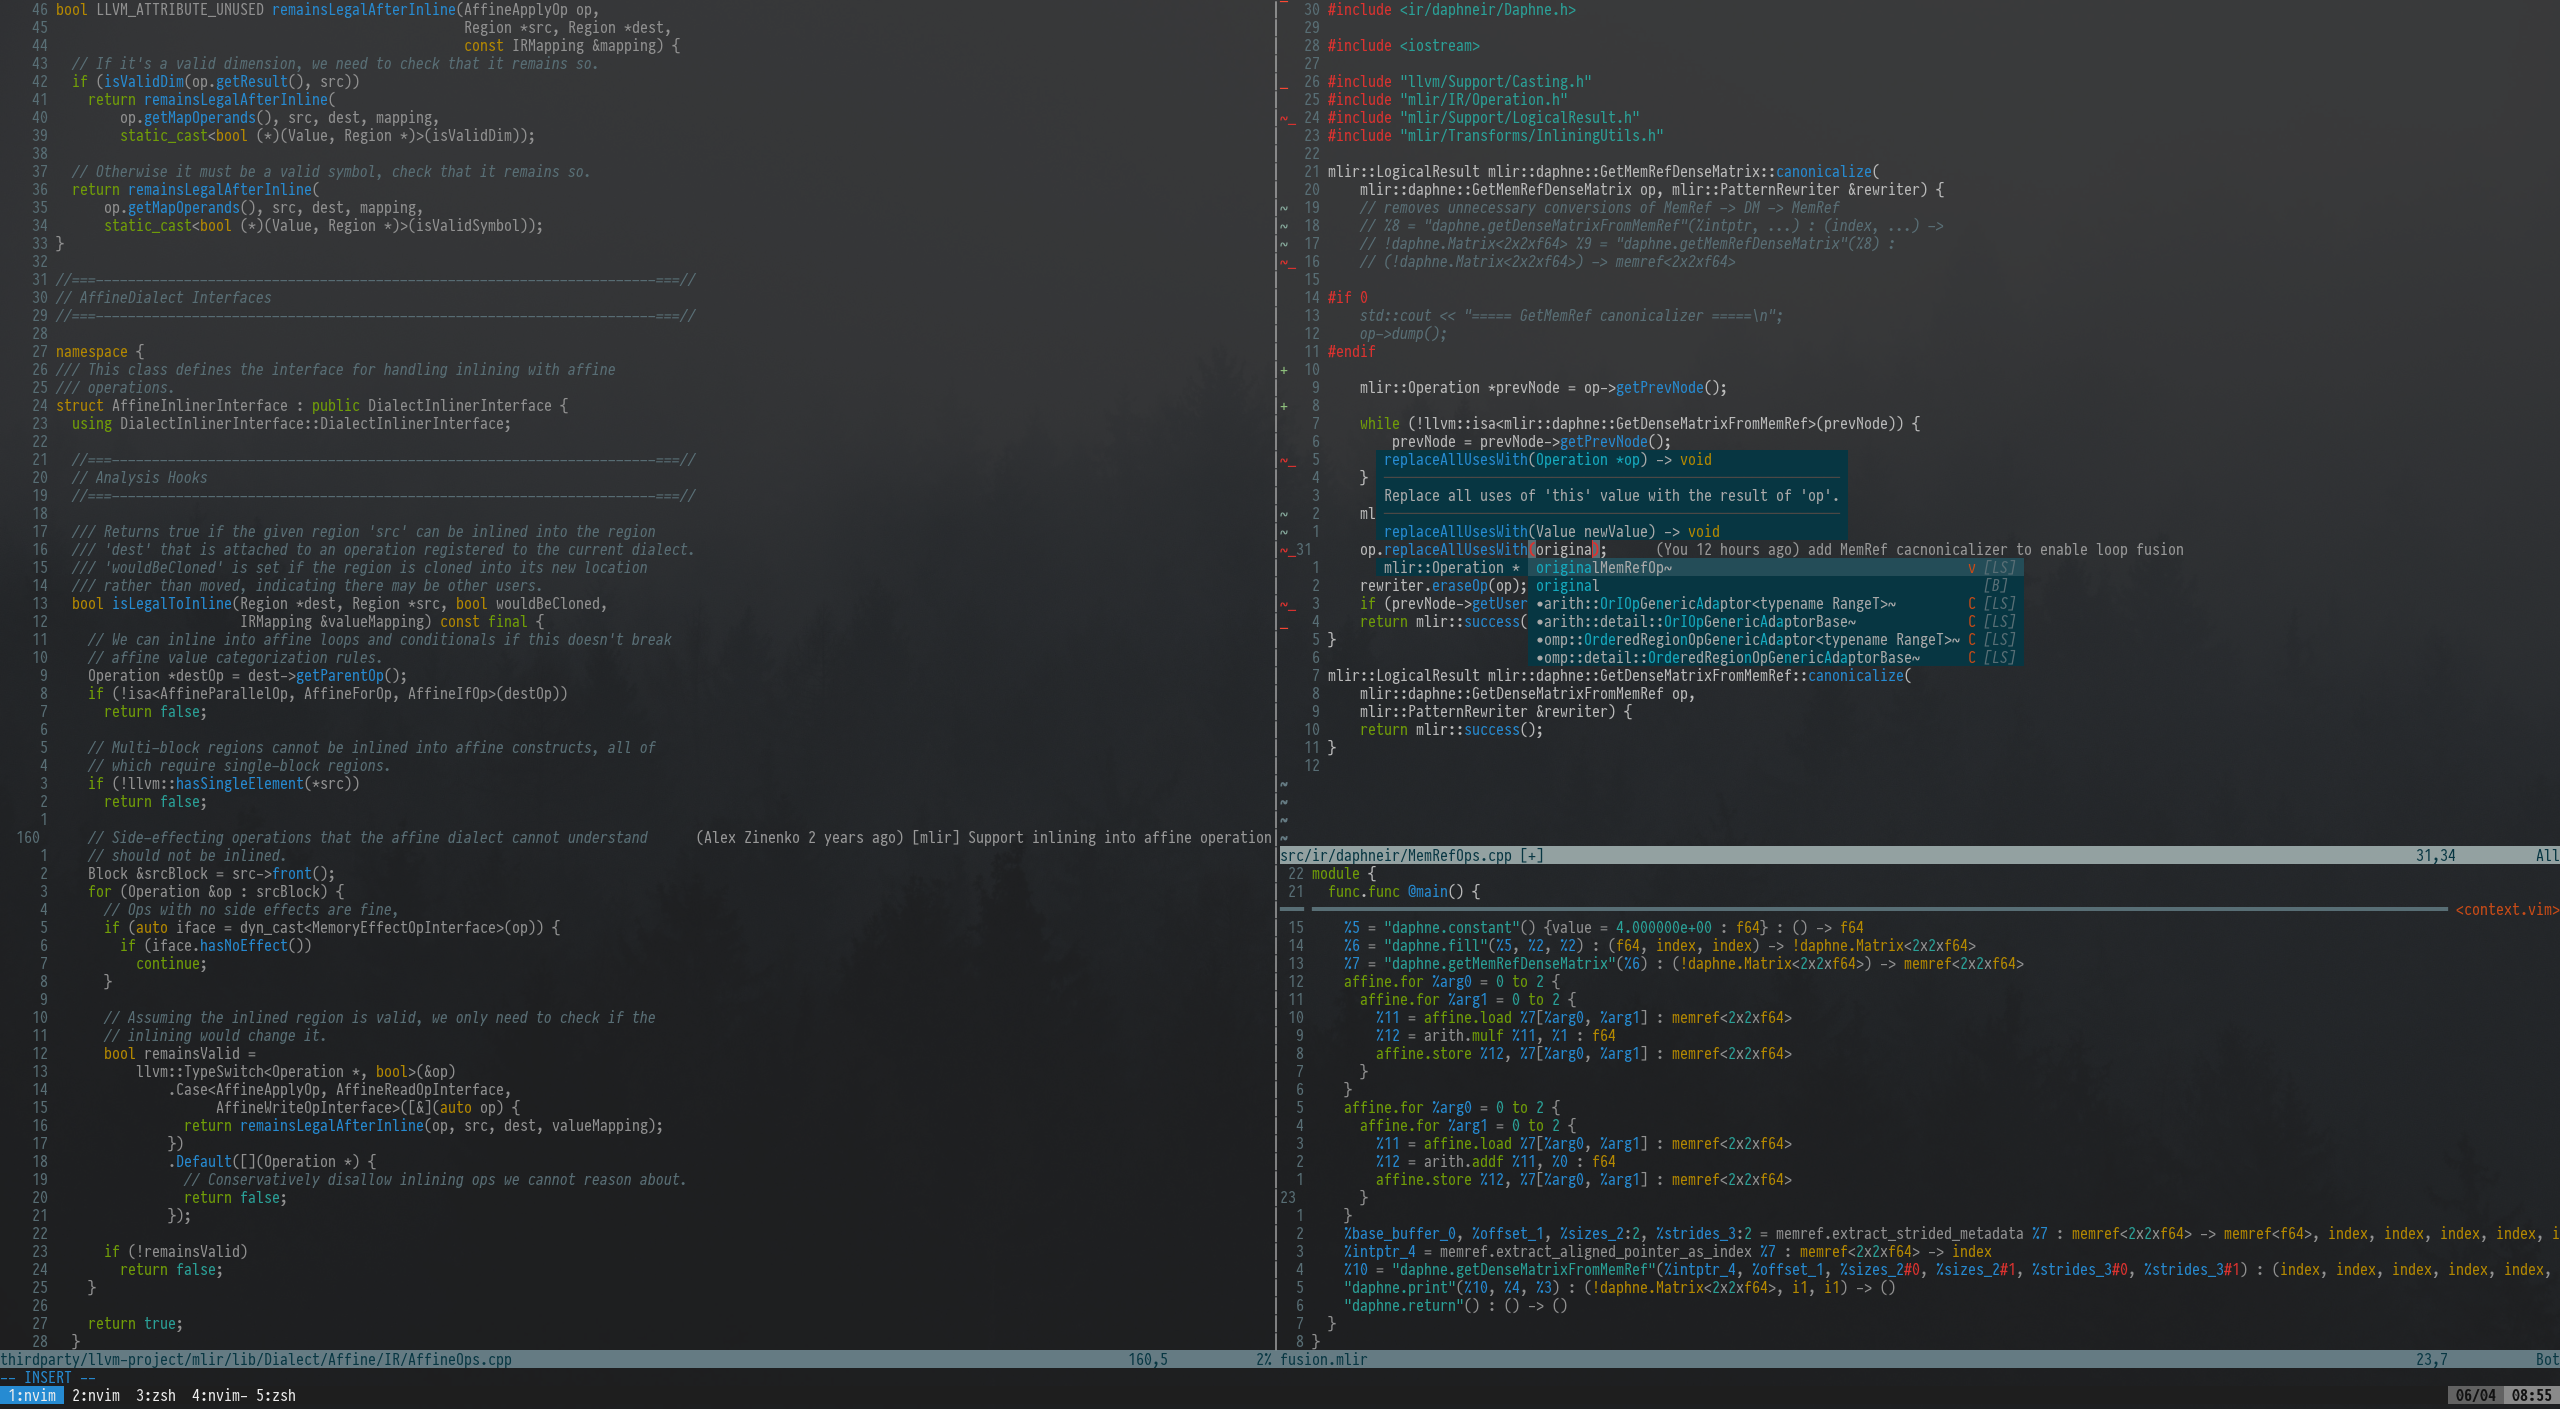 46 bool LLVM_ATTRIBUTE_UNUSED remainsLegalAfterInline(AffineApplyOp op,
45 Region *src, Region *dest,
44 const IRMapping &mapping) {
43 // If it's a valid dimension, we need to check that it remains so.
42 if (isValidDim(op.getResult(), src))
41 return remainsLegalAfterInline(
40 op.getMapOperands(), src, dest, mapping,
39 static_cast<bool (*)(Value, Region *)>(isValidDim));
38
37 // Otherwise it must be a valid symbol, check that it remains so.
36 return remainsLegalAfterInline(
35 op.getMapOperands(), src, dest, mapping,
34 static_cast<bool (*)(Value, Region *)>(isValidSymbol));
33 }
32
31 //===----------------------------------------------------------------------===//
30 // AffineDialect Interfaces
29 //===----------------------------------------------------------------------===//
28
27 namespace {
26 /// This class defines the interface for handling inlining with affine
25 /// operations.
24 struct AffineInlinerInterface : public DialectInlinerInterface {
23 using DialectInlinerInterface::DialectInlinerInterface;
22
21 //===--------------------------------------------------------------------===//
20 // Analysis Hooks
19 //===--------------------------------------------------------------------===//
18
17 /// Returns true if the given region 'src' can be inlined into the region
16 /// 'dest' that is attached to an operation registered to the current dialect.
15 /// 'wouldBeCloned' is set if the region is cloned into its new location
14 /// rather than moved, indicating there may be other users.
13 bool isLegalToInline(Region *dest, Region *src, bool wouldBeCloned,
12 IRMapping &valueMapping) const final {
11 // We can inline into affine loops and conditionals if this doesn't break
10 // affine value categorization rules.
9 Operation *destOp = dest->getParentOp();
8 if (!isa<AffineParallelOp, AffineForOp, AffineIfOp>(destOp))
7 return false;
6
5 // Multi-block regions cannot be inlined into affine constructs, all of
4 // which require single-block regions.
3 if (!llvm::hasSingleElement(*src))
2 return false;
1
160 // Side-effecting operations that the affine dialect cannot understand (Alex Zinenko 2 years ago) [mlir] Support inlining into affine operation
1 // should not be inlined.
2 Block &srcBlock = src->front();
3 for (Operation &op : srcBlock) {
4 // Ops with no side effects are fine,
5 if (auto iface = dyn_cast<MemoryEffectOpInterface>(op)) {
6 if (iface.hasNoEffect())
7 continue;
8 }
9
10 // Assuming the inlined region is valid, we only need to check if the
11 // inlining would change it.
12 bool remainsValid =
13 llvm::TypeSwitch<Operation *, bool>(&op)
14 .Case<AffineApplyOp, AffineReadOpInterface,
15 AffineWriteOpInterface>([&](auto op) {
16 return remainsLegalAfterInline(op, src, dest, valueMapping);
17 })
18 .Default([](Operation *) {
19 // Conservatively disallow inlining ops we cannot reason about.
20 return false;
21 });
22
23 if (!remainsValid)
24 return false;
25 }
26
27 return true;
28 }
thirdparty/llvm-project/mlir/lib/Dialect/Affine/IR/AffineOps.cpp 160,5 2%
30 #include <ir/daphneir/Daphne.h>
29
28 #include <iostream>
27
_ 26 #include "llvm/Support/Casting.h"
25 #include "mlir/IR/Operation.h"
~_ 24 #include "mlir/Support/LogicalResult.h"
23 #include "mlir/Transforms/InliningUtils.h"
22
21 mlir::LogicalResult mlir::daphne::GetMemRefDenseMatrix::canonicalize(
20 mlir::daphne::GetMemRefDenseMatrix op, mlir::PatternRewriter &rewriter) {
~ 19 // removes unnecessary conversions of MemRef -> DM -> MemRef
~ 18 // %8 = "daphne.getDenseMatrixFromMemRef"(%intptr, ...) : (index, ...) ->
~ 17 // !daphne.Matrix<2x2xf64> %9 = "daphne.getMemRefDenseMatrix"(%8) :
~_ 16 // (!daphne.Matrix<2x2xf64>) -> memref<2x2xf64>
15
14 #if 0
13 std::cout << "===== GetMemRef canonicalizer =====\n";
12 op->dump();
11 #endif
+ 10
9 mlir::Operation *prevNode = op->getPrevNode();
+ 8
7 while (!llvm::isa<mlir::daphne::GetDenseMatrixFromMemRef>(prevNode)) {
6 prevNode = prevNode->getPrevNode();
~_ 5 replaceAllUsesWith(Operation *op) -> void
4 }
3 Replace all uses of 'this' value with the result of 'op'.
~ 2 ml
~ 1 replaceAllUsesWith(Value newValue) -> void
~_31 op.replaceAllUsesWith(origina); (You 12 hours ago) add MemRef cacnonicalizer to enable loop fusion
1 mlir::Operation * originalMemRefOp~ v [LS]
2 rewriter.eraseOp(op); original [B]
~_ 3 if (prevNode->getUser •arith::OrIOpGenericAdaptor<typename RangeT>~ C [LS]
_ 4 return mlir::success( •arith::detail::OrIOpGenericAdaptorBase~ C [LS]
5 } •omp::OrderedRegionOpGenericAdaptor<typename RangeT>~ C [LS]
6 •omp::detail::OrderedRegionOpGenericAdaptorBase~ C [LS]
7 mlir::LogicalResult mlir::daphne::GetDenseMatrixFromMemRef::canonicalize(
8 mlir::daphne::GetDenseMatrixFromMemRef op,
9 mlir::PatternRewriter &rewriter) {
10 return mlir::success();
11 }
12
~
~
~
~
src/ir/daphneir/MemRefOps.cpp [+] 31,34 All
22 module {
21 func.func @main() {
<context.vim>
15 %5 = "daphne.constant"() {value = 4.000000e+00 : f64} : () -> f64
14 %6 = "daphne.fill"(%5, %2, %2) : (f64, index, index) -> !daphne.Matrix<2x2xf64>
13 %7 = "daphne.getMemRefDenseMatrix"(%6) : (!daphne.Matrix<2x2xf64>) -> memref<2x2xf64>
12 affine.for %arg0 = 0 to 2 {
11 affine.for %arg1 = 0 to 2 {
10 %11 = affine.load %7[%arg0, %arg1] : memref<2x2xf64>
9 %12 = arith.mulf %11, %1 : f64
8 affine.store %12, %7[%arg0, %arg1] : memref<2x2xf64>
7 }
6 }
5 affine.for %arg0 = 0 to 2 {
4 affine.for %arg1 = 0 to 2 {
3 %11 = affine.load %7[%arg0, %arg1] : memref<2x2xf64>
2 %12 = arith.addf %11, %0 : f64
1 affine.store %12, %7[%arg0, %arg1] : memref<2x2xf64>
23 }
1 }
2 %base_buffer_0, %offset_1, %sizes_2:2, %strides_3:2 = memref.extract_strided_metadata %7 : memref<2x2xf64> -> memref<f64>, index, index, index, index, i
3 %intptr_4 = memref.extract_aligned_pointer_as_index %7 : memref<2x2xf64> -> index
4 %10 = "daphne.getDenseMatrixFromMemRef"(%intptr_4, %offset_1, %sizes_2#0, %sizes_2#1, %strides_3#0, %strides_3#1) : (index, index, index, index, index,
5 "daphne.print"(%10, %4, %3) : (!daphne.Matrix<2x2xf64>, i1, i1) -> ()
6 "daphne.return"() : () -> ()
7 }
8 }
fusion.mlir 23,7 Bot
-- INSERT --
1:nvim 2:nvim 3:zsh 4:nvim- 5:zsh 06/04 08:55